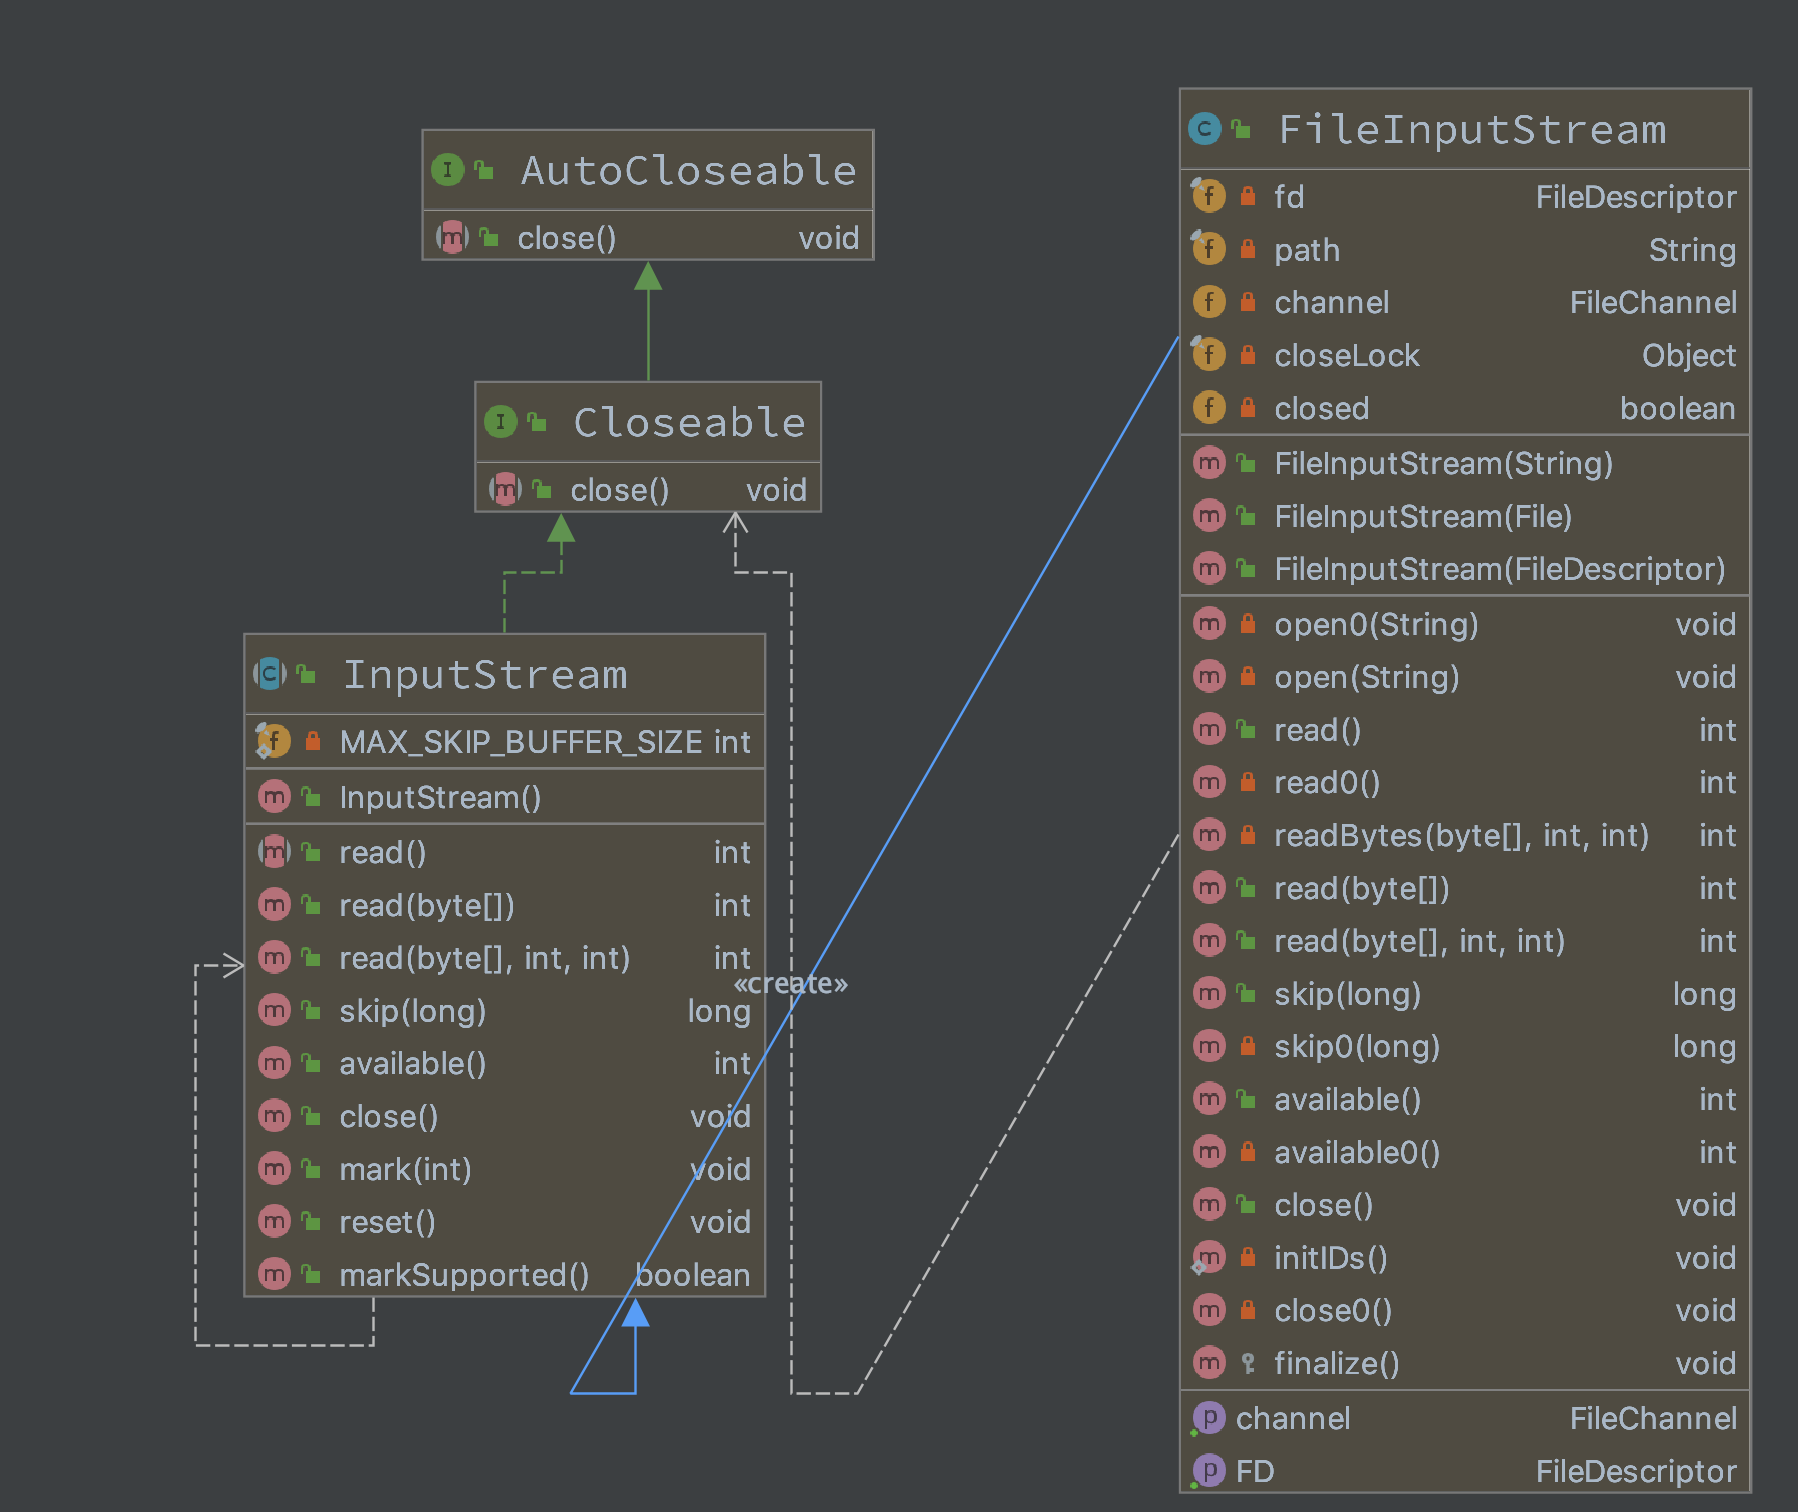 AutoCloseable
close() void
Closeable
close() void
InputStream
MAX_SKIP_BUFFER_SIZE int
InputStream()
read() int
read(byte[]) int
read(byte[], int, int) int
skip(long) long
available() int
close() void
mark(int) void
reset() void
markSupported() boolean
«create»
FileInputStream
fd FileDescriptor
path String
channel FileChannel
closeLock Object
closed boolean
FileInputStream(String)
FileInputStream(File)
FileInputStream(FileDescriptor)
open0(String) void
open(String) void
read() int
read0() int
readBytes(byte[], int, int) int
read(byte[]) int
read(byte[], int, int) int
skip(long) long
skip0(long) long
available() int
available0() int
close() void
initIDs() void
close0() void
finalize() void
channel FileChannel
FD FileDescriptor